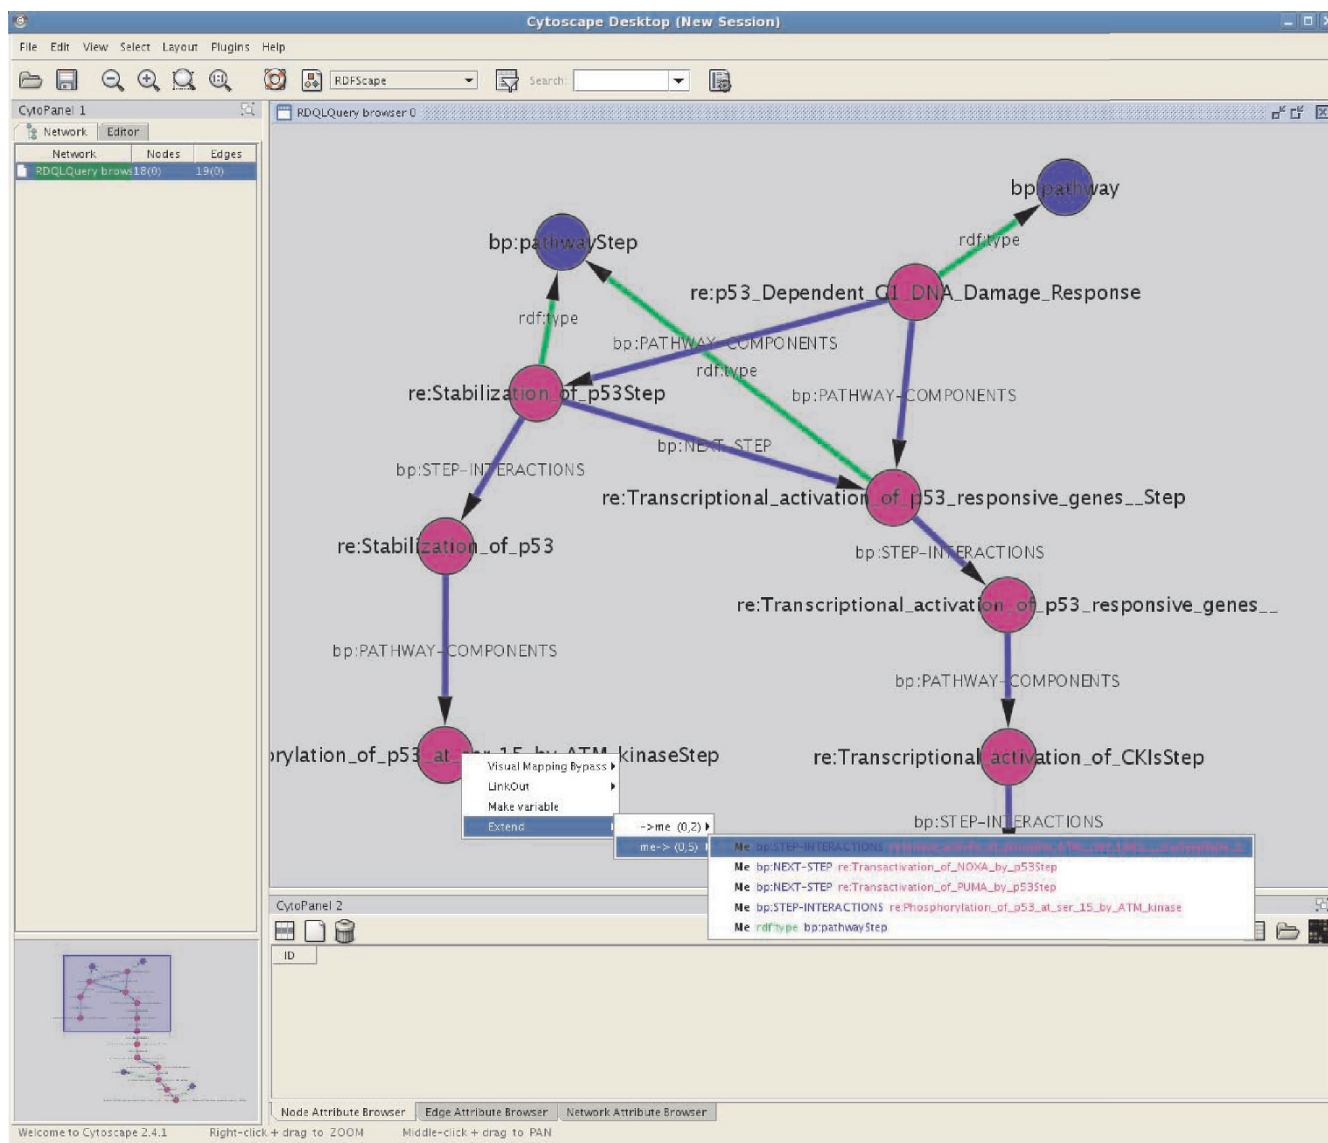 Cytoscape Desktop (New Session)
File Edit View Select Layout Plugins Help
RDFScape
Search:
CytoPanel 1
RDQLQuery browser 0
Network Editor
Network Nodes Edges
RDQLQuery brows 18(0) 19(0)
bp:pathway
bp:pathwayStep
rdf:type
re:p53_Dependent_G1_DNA_Damage_Response
rdf:type
bp:PATHWAY-COMPONENTS
rdf:type
re:Stabilization_of_p53Step
bp:PATHWAY-COMPONENTS
bp:NEXT-STEP
bp:STEP-INTERACTIONS
re:Transcriptional_activation_of_p53_responsive_genes__Step
re:Stabilization_of_p53
bp:STEP-INTERACTIONS
re:Transcriptional_activation_of_p53_responsive_genes__
bp:PATHWAY-COMPONENTS
bp:PATHWAY-COMPONENTS
orylation_of_p53_at_ser_15_by_ATM_kinaseStep
re:Transcriptional_activation_of_CKIsStep
Visual Mapping Bypass
LinkOut
Make variable
Extend
->me (0,2)
me-> (0,5)
bp:STEP-INTERACTIONS
Me bp:STEP-INTERACTIONS
Me bp:NEXT-STEP re:Transactivation_of_NOXA_by_p53Step
Me bp:NEXT-STEP re:Transactivation_of_PUMA_by_p53Step
Me bp:STEP-INTERACTIONS re:Phosphorylation_of_p53_at_ser_15_by_ATM_kinase
Me rdf:type bp:pathwayStep
CytoPanel 2
ID
Node Attribute Browser Edge Attribute Browser Network Attribute Browser
Welcome to Cytoscape 2.4.1 Right-click + drag to ZOOM Middle-click + drag to PAN